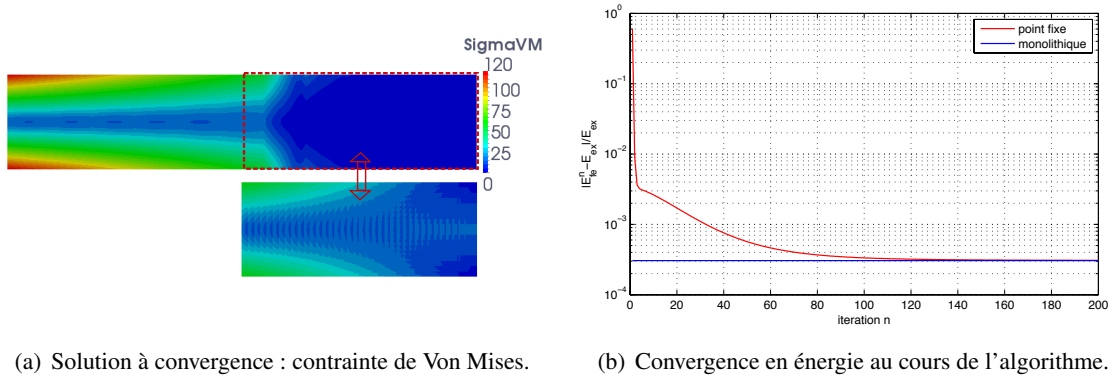 SigmaVM
120
100
75
50
25
0
10^0
10^-1
10^-2
10^-3
10^-4
|E^n_fe −E_ex|/E_ex
point fixe
monolithique
0 20 40 60 80 100 120 140 160 180 200
iteration n
(a) Solution à convergence : contrainte de Von Mises.
(b) Convergence en énergie au cours de l'algorithme.